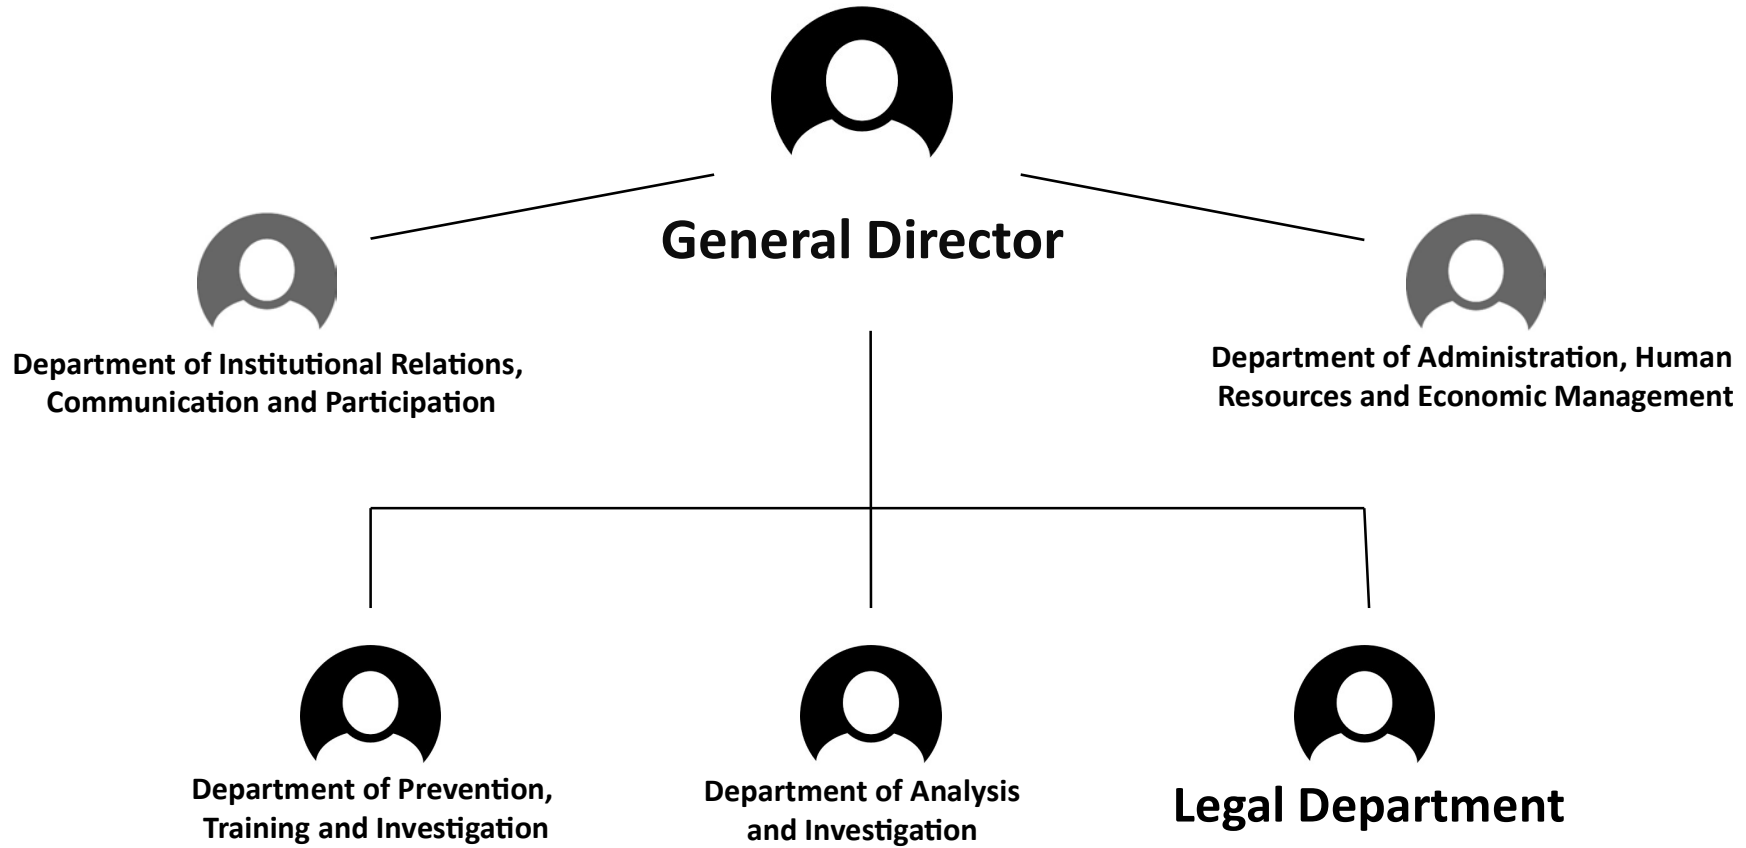 General Director
Department of Institutional Relations,
Communication and Participation
Department of Administration, Human
Resources and Economic Management
Department of Prevention,
Training and Investigation
Department of Analysis
and Investigation
Legal Department